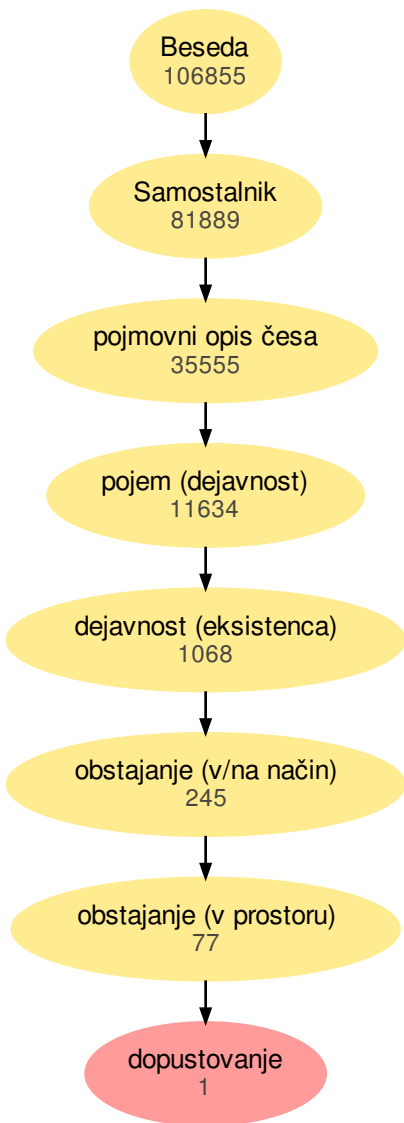 Beseda
106855
Samostalnik
81889
pojmovni opis česa
35555
pojem (dejavnost)
11634
dejavnost (eksistenca)
1068
obstajanje (v/na način)
245
obstajanje (v prostoru)
77
dopustovanje
1